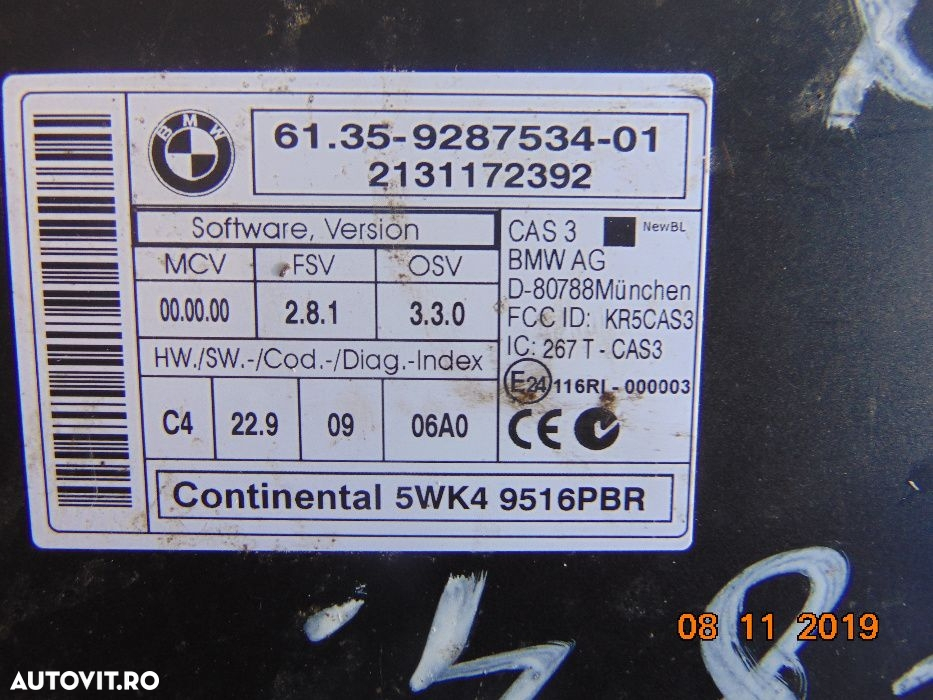 BMW
61.35-9287534-01
2131172392
Software, Version
MCV FSV OSV
00.00.00 2.8.1 3.3.0
HW./SW.-/Cod.-/Diag.-Index
C4 22.9 09 06A0
CAS 3 NewBL
BMW AG
D-80788München
FCC ID: KR5CAS3
IC: 267 T - CAS3
E24 116RI - 000003
CE
Continental 5WK4 9516PBR
08 11 2019
AUTOVIT.RO